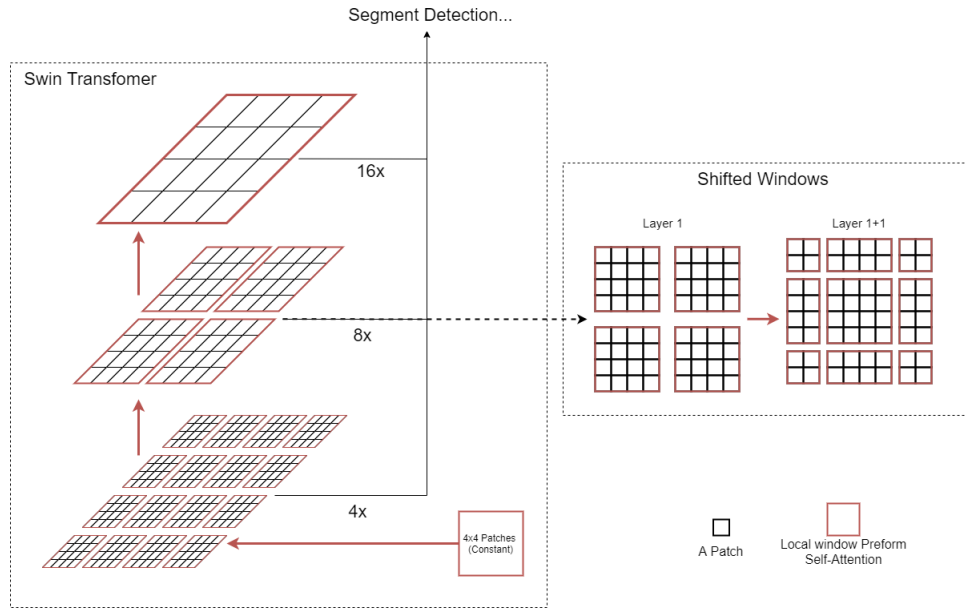 Segment Detection...
Swin Transfomer
16x
8x
4x
4x4 Patches
(Constant)
Shifted Windows
Layer 1
Layer 1+1
A Patch
Local window Preform
Self-Attention